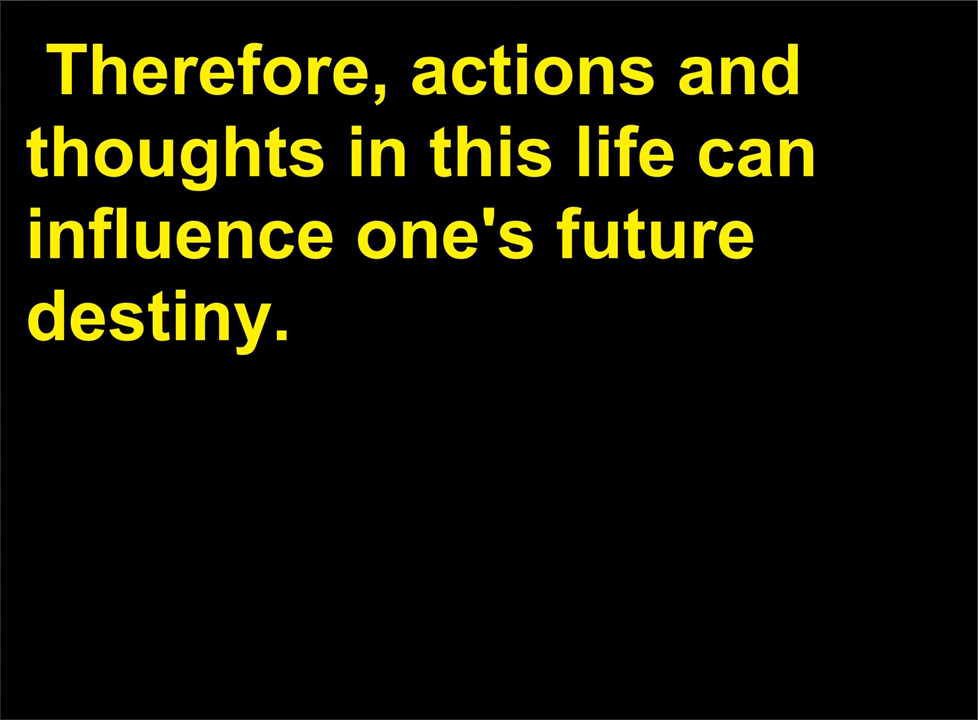 Therefore, actions and
thoughts in this life can
influence one's future
destiny.